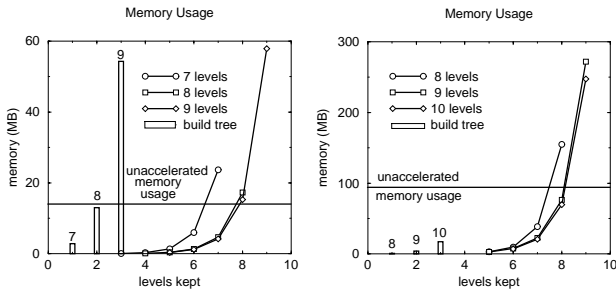 Memory Usage
60
40
20
0
memory (MB)
7 levels
8 levels
9 levels
build tree
unaccelerated
memory
usage
7
8
9
0 2 4 6 8 10
levels kept
Memory Usage
300
250
200
150
100
50
0
memory (MB)
8 levels
9 levels
10 levels
build tree
unaccelerated
memory usage
8
9
10
0 2 4 6 8 10
levels kept